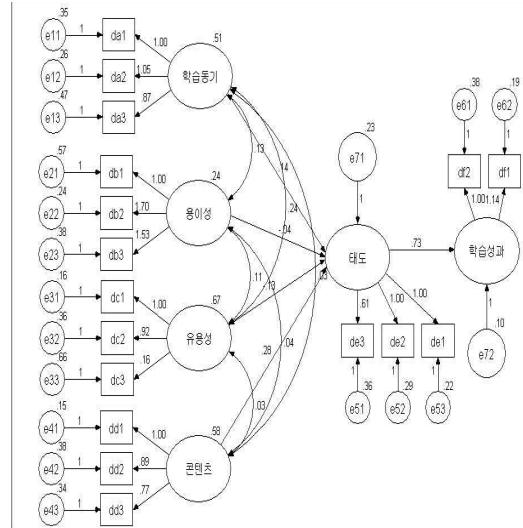 .35
e11 1 da1 1.00 .51
.26
e12 1 da2 1.05 학습동기
.47
e13 1 da3 .87
.57
e21 1 db1 1.00 .24
.24
e22 1 db2 1.70 용이성
.38
e23 1 db3 1.53
.16
e31 1 dc1 1.00 .67
.36
e32 1 dc2 .92 유용성
.66
e33 1 dc3 .16
.15
e41 1 dd1 1.00 .58
.38
e42 1 dd2 .89 콘텐츠
.34
e43 1 dd3 .77
.13
.14
.24
-.04
.11
-.13
.03
.28
.04
.03
.23
e71
1
태도
.73
.61 1.00 1.00
de3 de2 de1
1 1 1
.36 .29 .22
e51 e52 e53
.38 .19
e61 e62
1 1
df2 df1
1.00 1.14
학습성과
1
.10
e72